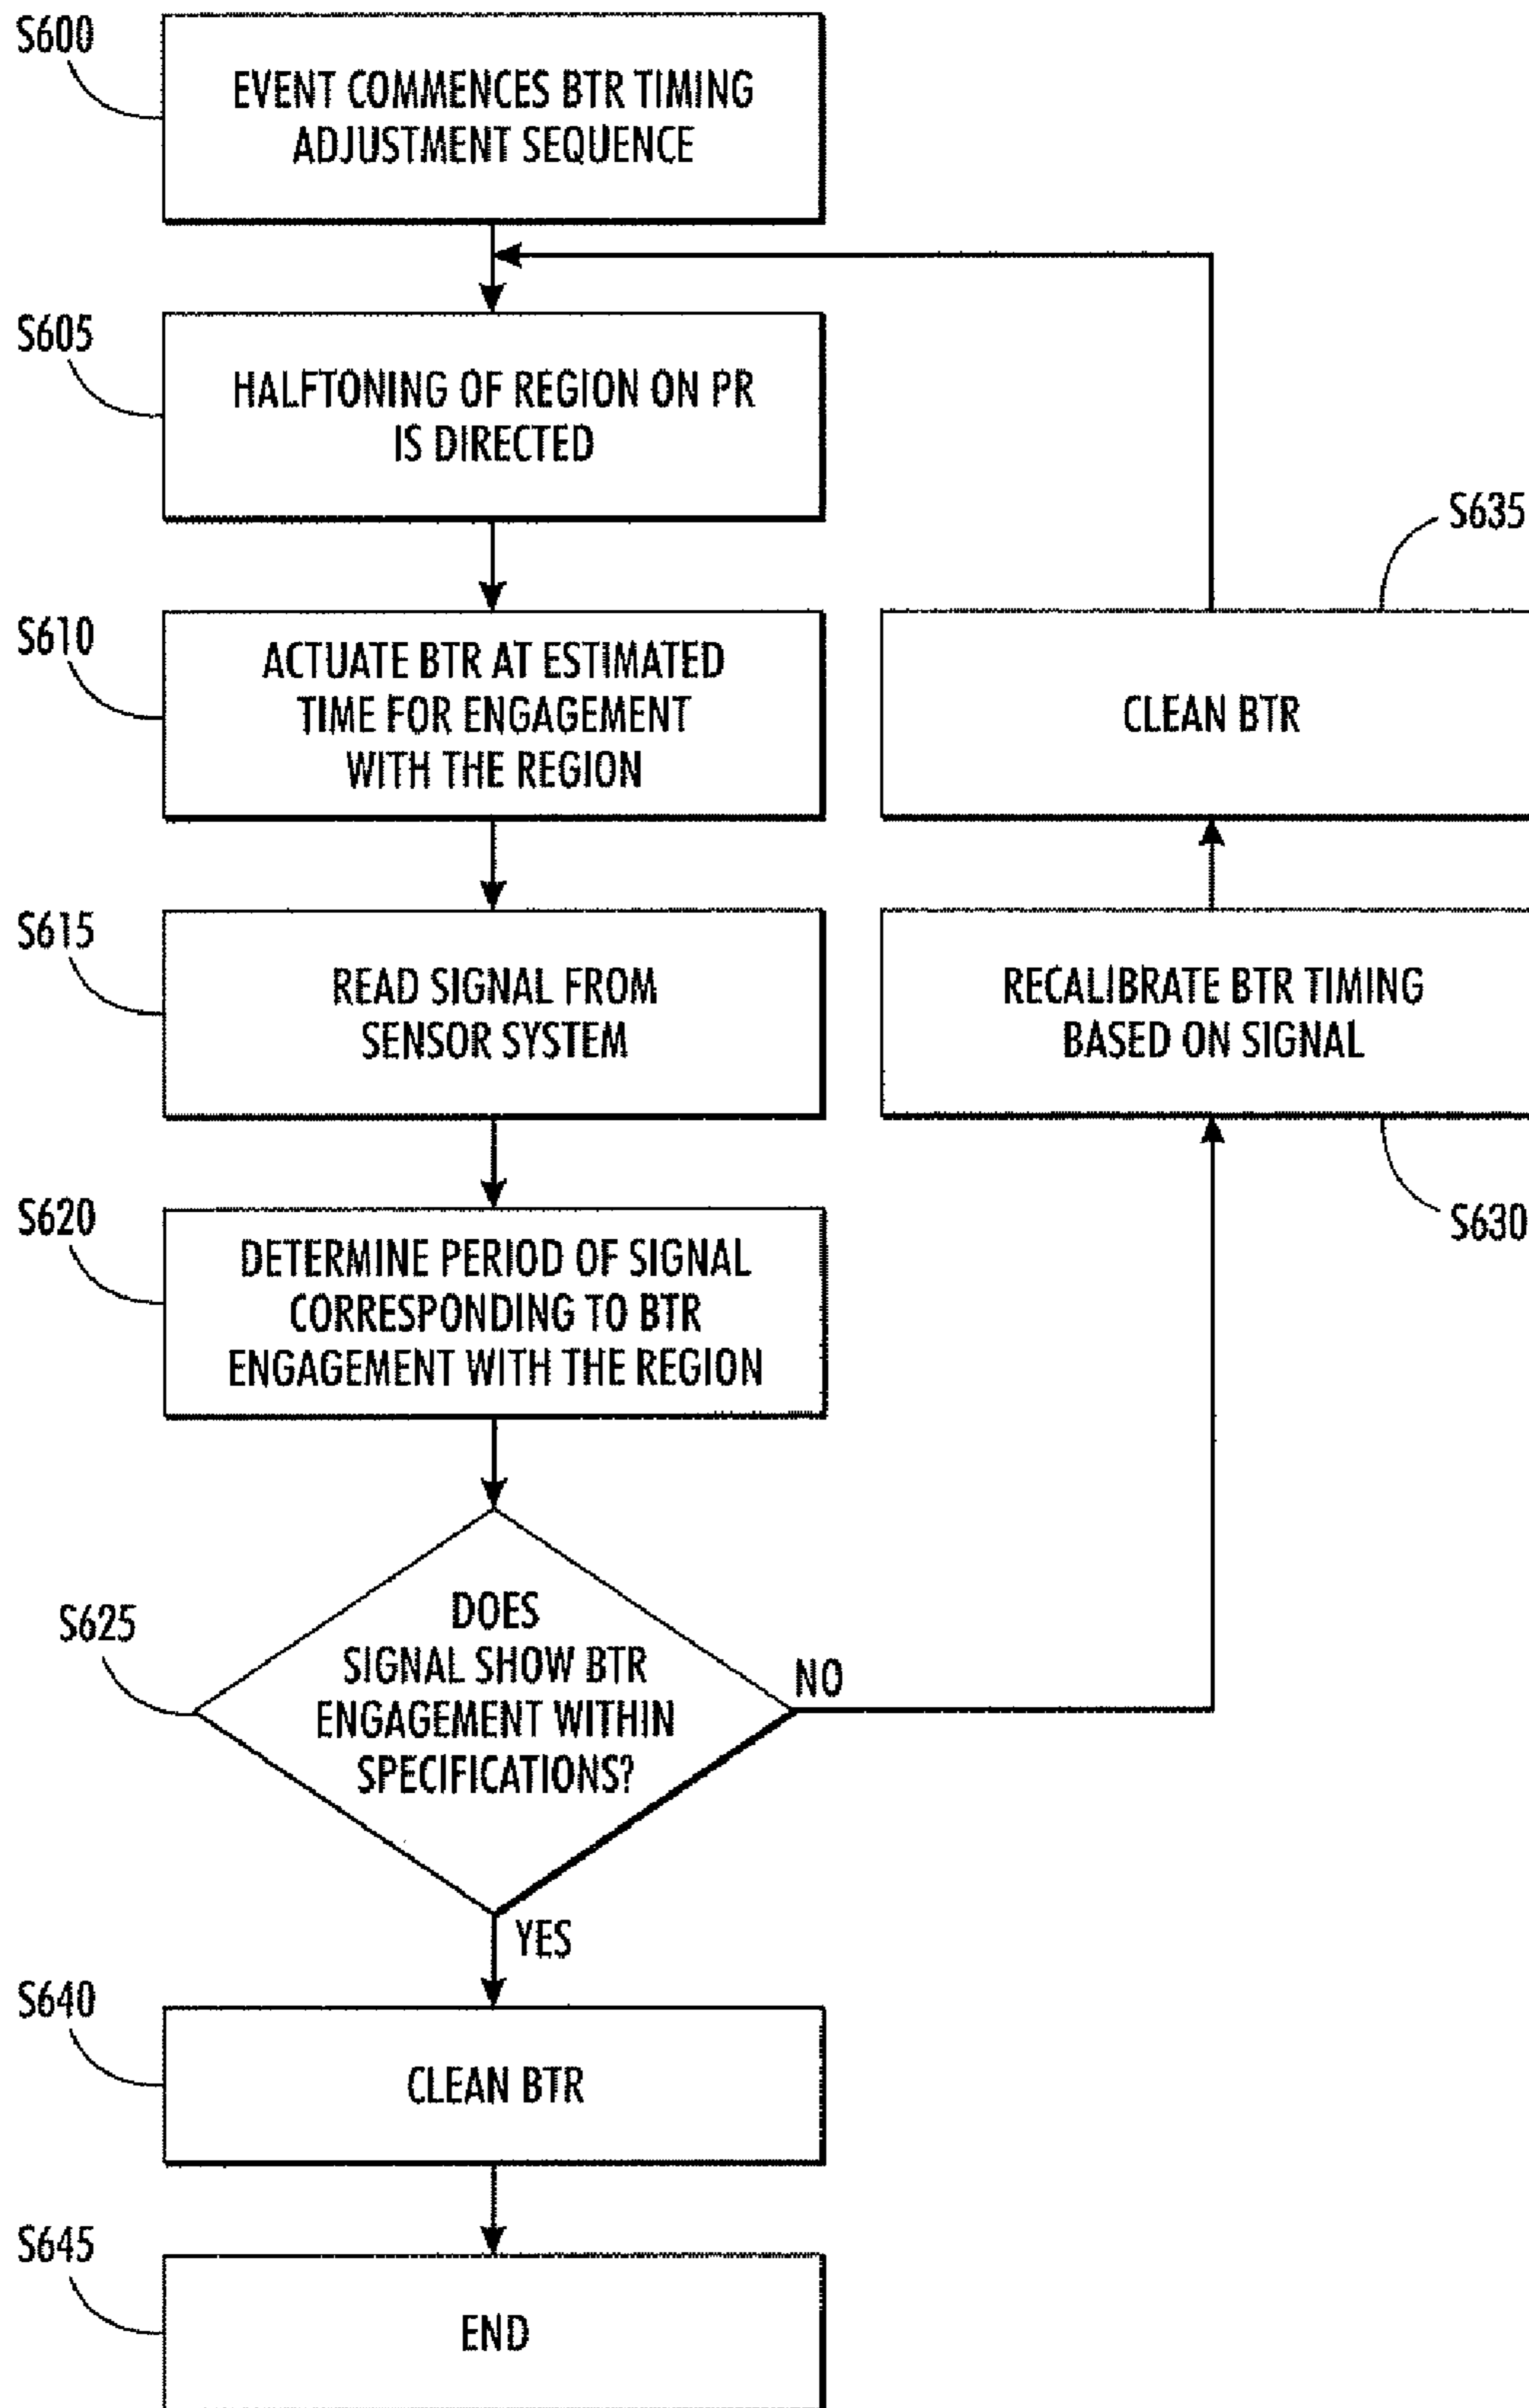 S600
EVENT COMMENCES BTR TIMING
ADJUSTMENT SEQUENCE
S605
HALFTONING OF REGION ON PR
IS DIRECTED
S635
S610
ACTUATE BTR AT ESTIMATED
TIME FOR ENGAGEMENT
WITH THE REGION
CLEAN BTR
S615
READ SIGNAL FROM
SENSOR SYSTEM
RECALIBRATE BTR TIMING
BASED ON SIGNAL
S620
DETERMINE PERIOD OF SIGNAL
CORRESPONDING TO BTR
ENGAGEMENT WITH THE REGION
S630
S625
DOES
SIGNAL SHOW BTR
ENGAGEMENT WITHIN
SPECIFICATIONS?
NO
YES
S640
CLEAN BTR
S645
END